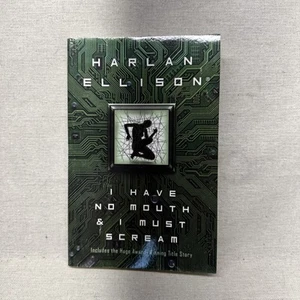 HARLAN
ELLISON
I HAVE
NO MOUTH
& I MUST
SCREAM
Includes the Hugo Award-Winning Title Story